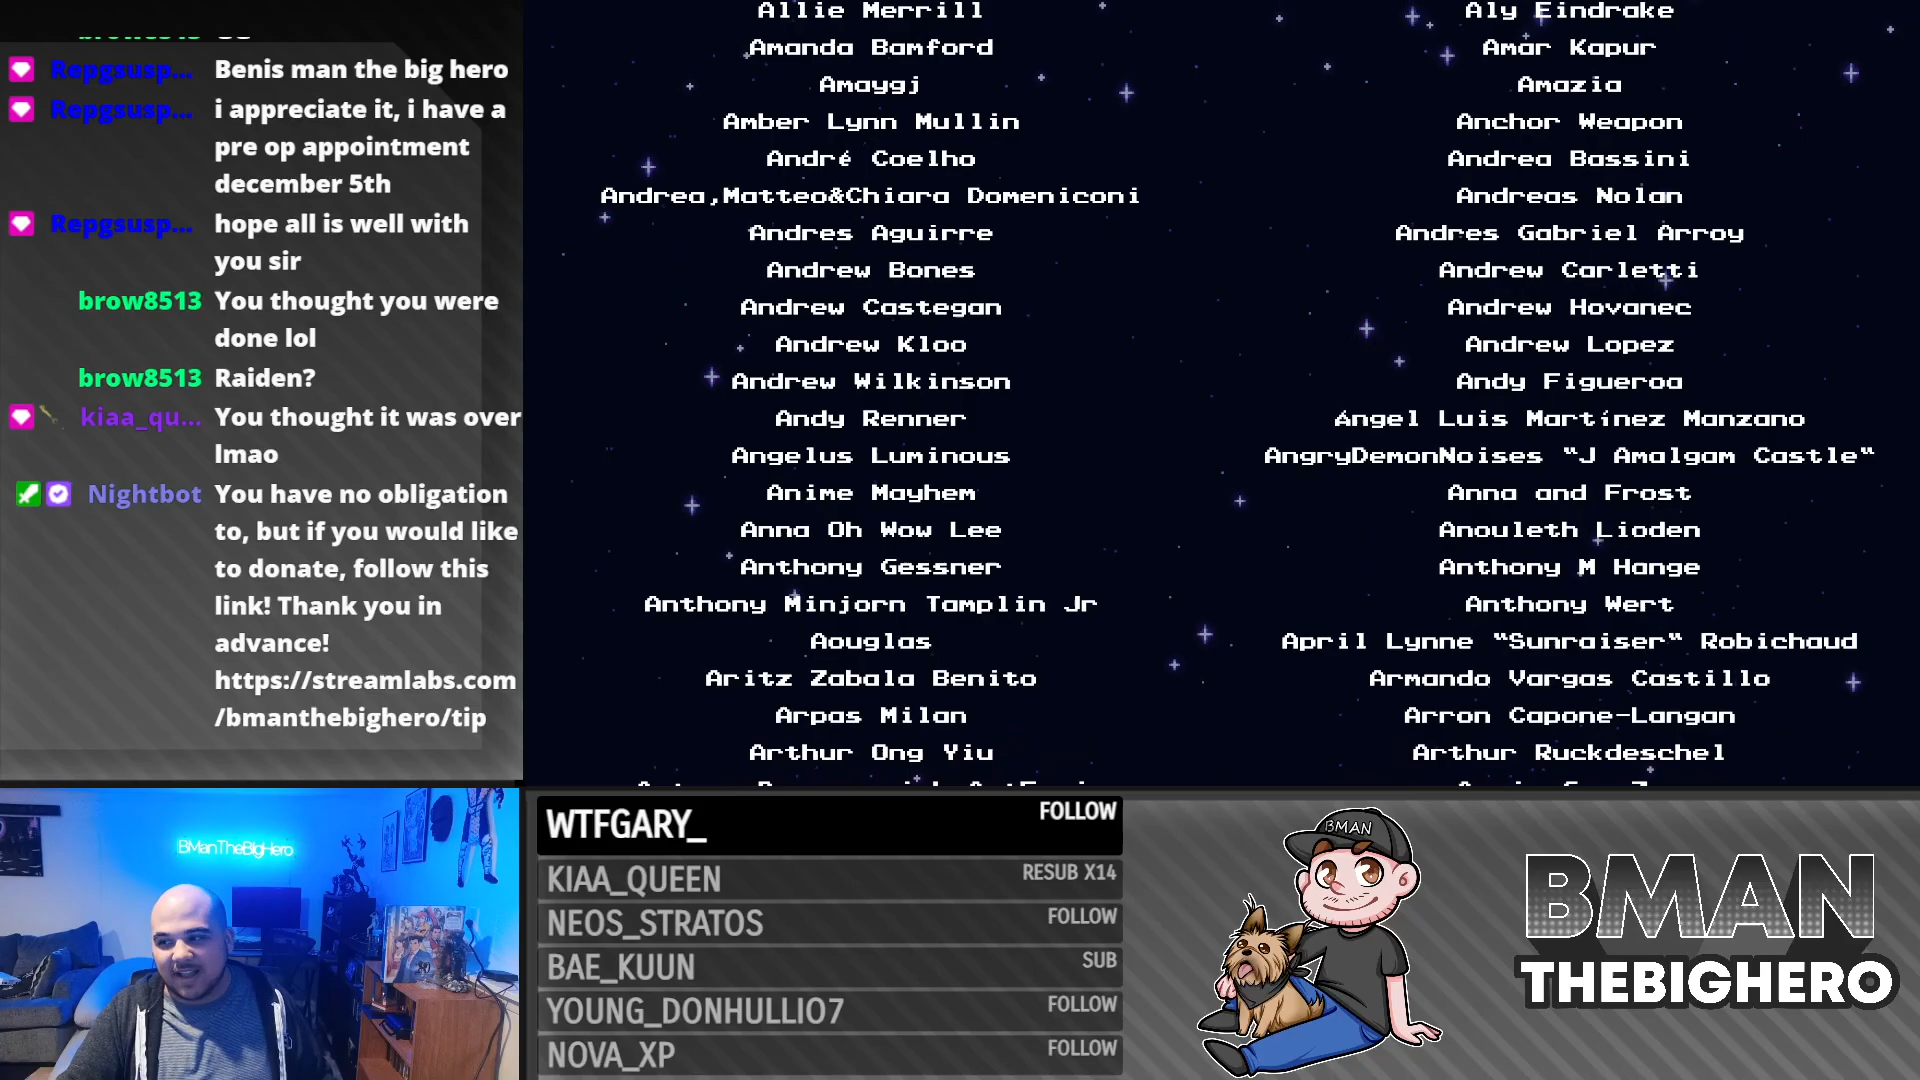 Repgsusp... Benis man the big hero
Repgsusp... i appreciate it, i have a
pre op appointment
december 5th
Repgsusp... hope all is well with
you sir
brow8513 You thought you were
done lol
brow8513 Raiden?
kiaa_qu... You thought it was over
lmao
Nightbot You have no obligation
to, but if you would like
to donate, follow this
link! Thank you in
advance!
https://streamlabs.com
/bmanthebighero/tip
Allie Merrill
Amanda Bamford
Amaygj
Amber Lynn Mullin
André Coelho
Andrea,Matteo&Chiara Domeniconi
Andres Aguirre
Andrew Bones
Andrew Castegan
Andrew Kloo
Andrew Wilkinson
Andy Renner
Angelus Luminous
Anime Mayhem
Anna Oh Wow Lee
Anthony Gessner
Anthony Minjorn Tamplin Jr
Aouglas
Aritz Zabala Benito
Arpas Milan
Arthur Ong Yiu
Aly Eindrake
Amar Kapur
Amazia
Anchor Weapon
Andrea Bassini
Andreas Nolan
Andres Gabriel Arroy
Andrew Carletti
Andrew Hovanec
Andrew Lopez
Andy Figueroa
Ángel Luis Martínez Manzano
AngryDemonNoises "J Amalgam Castle"
Anna and Frost
Anouleth Lioden
Anthony M Hange
Anthony Wert
April Lynne "Sunraiser" Robichaud
Armando Vargas Castillo
Arron Capone-Langan
Arthur Ruckdeschel
BManTheBigHero
WTFGARY_ FOLLOW
KIAA_QUEEN RESUB X14
NEOS_STRATOS FOLLOW
BAE_KUUN SUB
YOUNG_DONHULLIO7 FOLLOW
NOVA_XP FOLLOW
BMAN
BMAN
THEBIGHERO